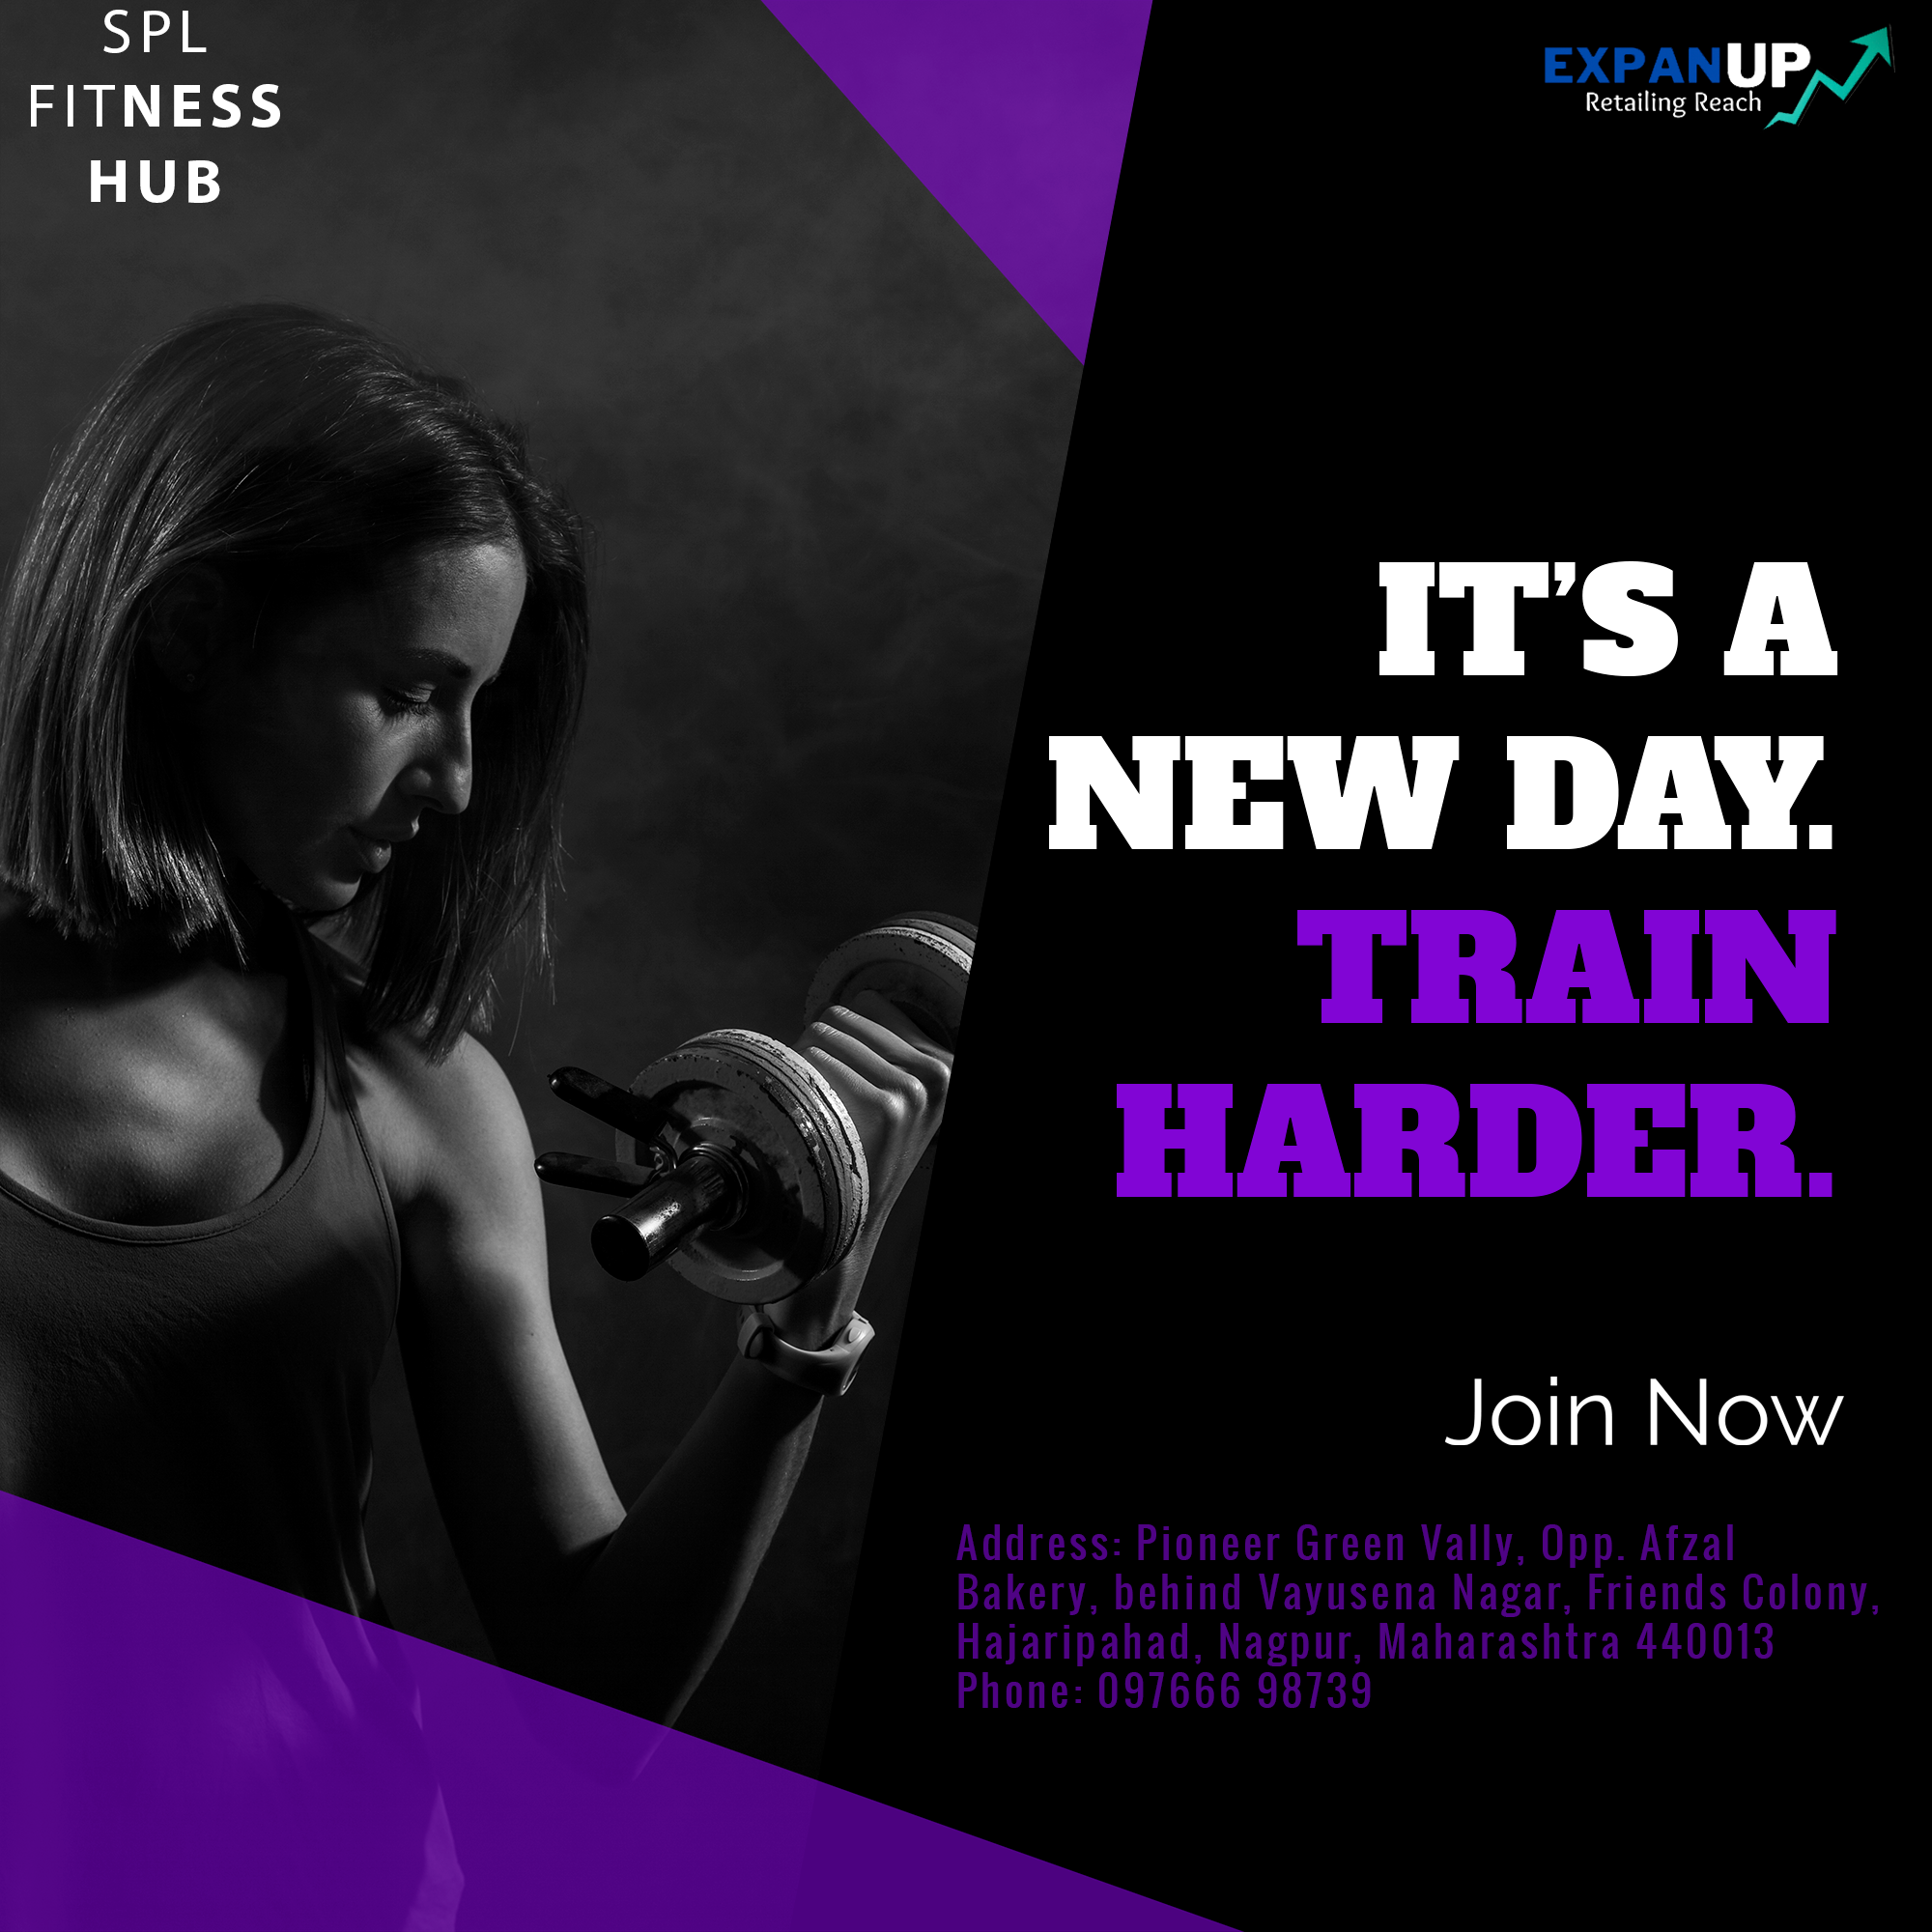 SPL
FITNESS
HUB
EXPANUP
Retailing Reach
IT’S A
NEW DAY.
TRAIN
HARDER.
Join Now
Address: Pioneer Green Vally, Opp. Afzal
Bakery, behind Vayusena Nagar, Friends Colony,
Hajaripahad, Nagpur, Maharashtra 440013
Phone: 097666 98739